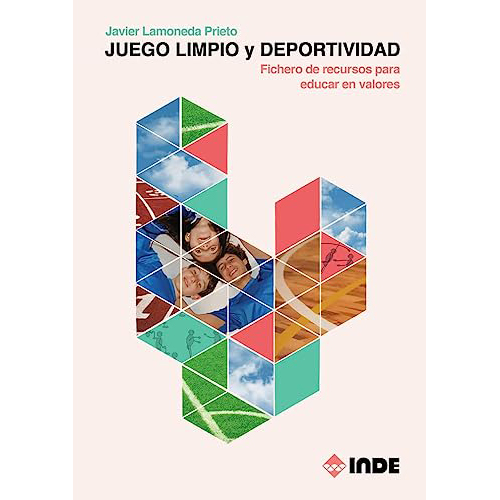 Javier Lamoneda Prieto
JUEGO LIMPIO y DEPORTIVIDAD
Fichero de recursos para
educar en valores
INDE